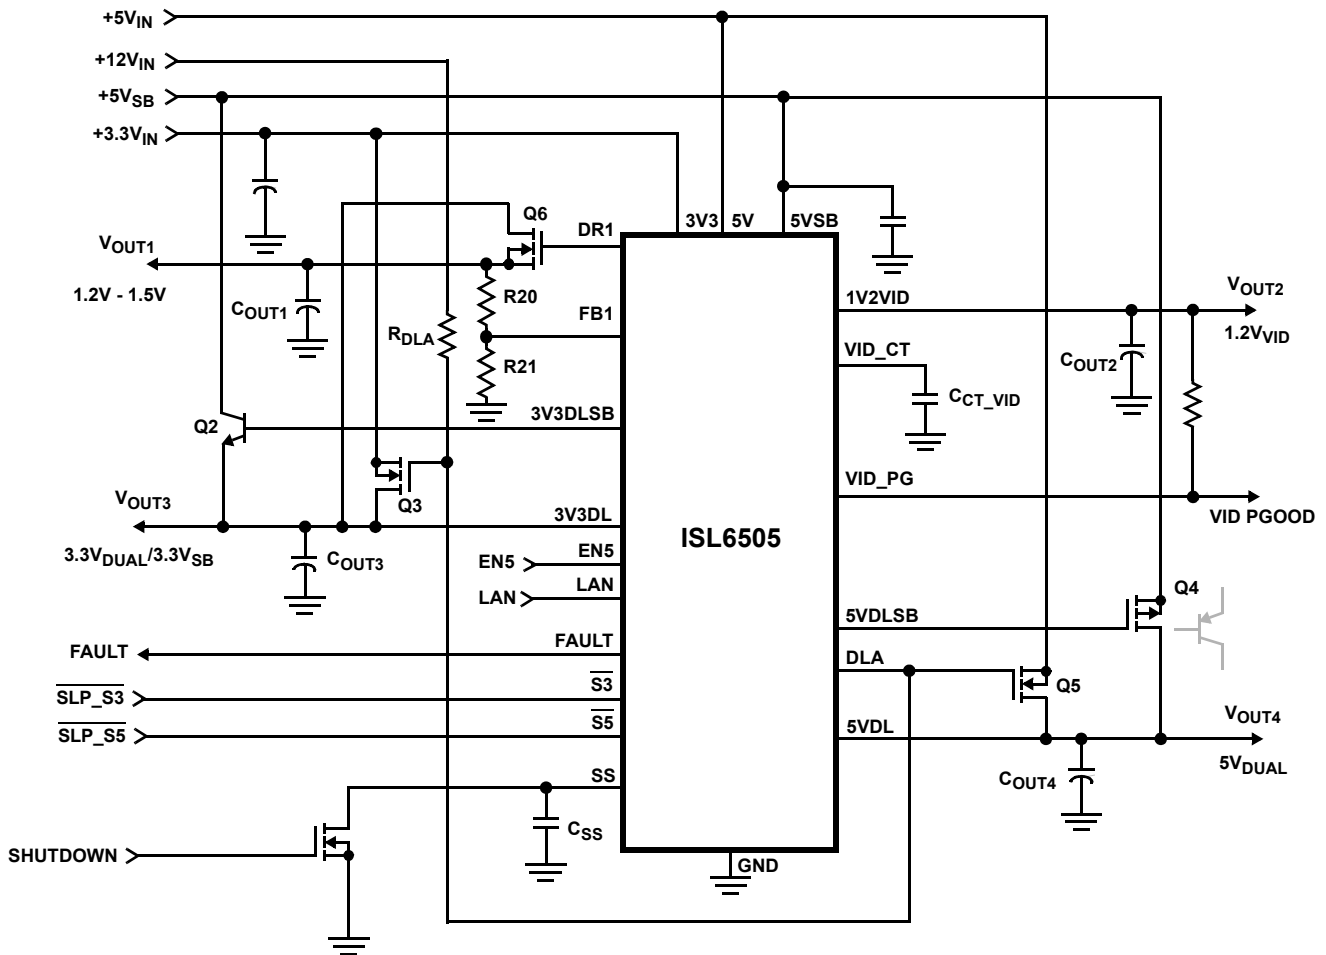 +5VIN
+12VIN
+5VSB
+3.3VIN
Q6
DR1
3V3
5V
5VSB
VOUT1
1.2V - 1.5V
COUT1
RDLA
R20
FB1
R21
1V2VID
VOUT2
1.2VVID
COUT2
VID_CT
CCT_VID
Q2
3V3DLSB
VID_PG
VID PGOOD
Q3
VOUT3
3.3VDUAL/3.3VSB
COUT3
3V3DL
ISL6505
EN5
EN5
LAN
LAN
Q4
5VDLSB
FAULT
FAULT
DLA
Q5
SLP_S3
S3
SLP_S5
S5
5VDL
VOUT4
5VDUAL
COUT4
SS
CSS
SHUTDOWN
GND